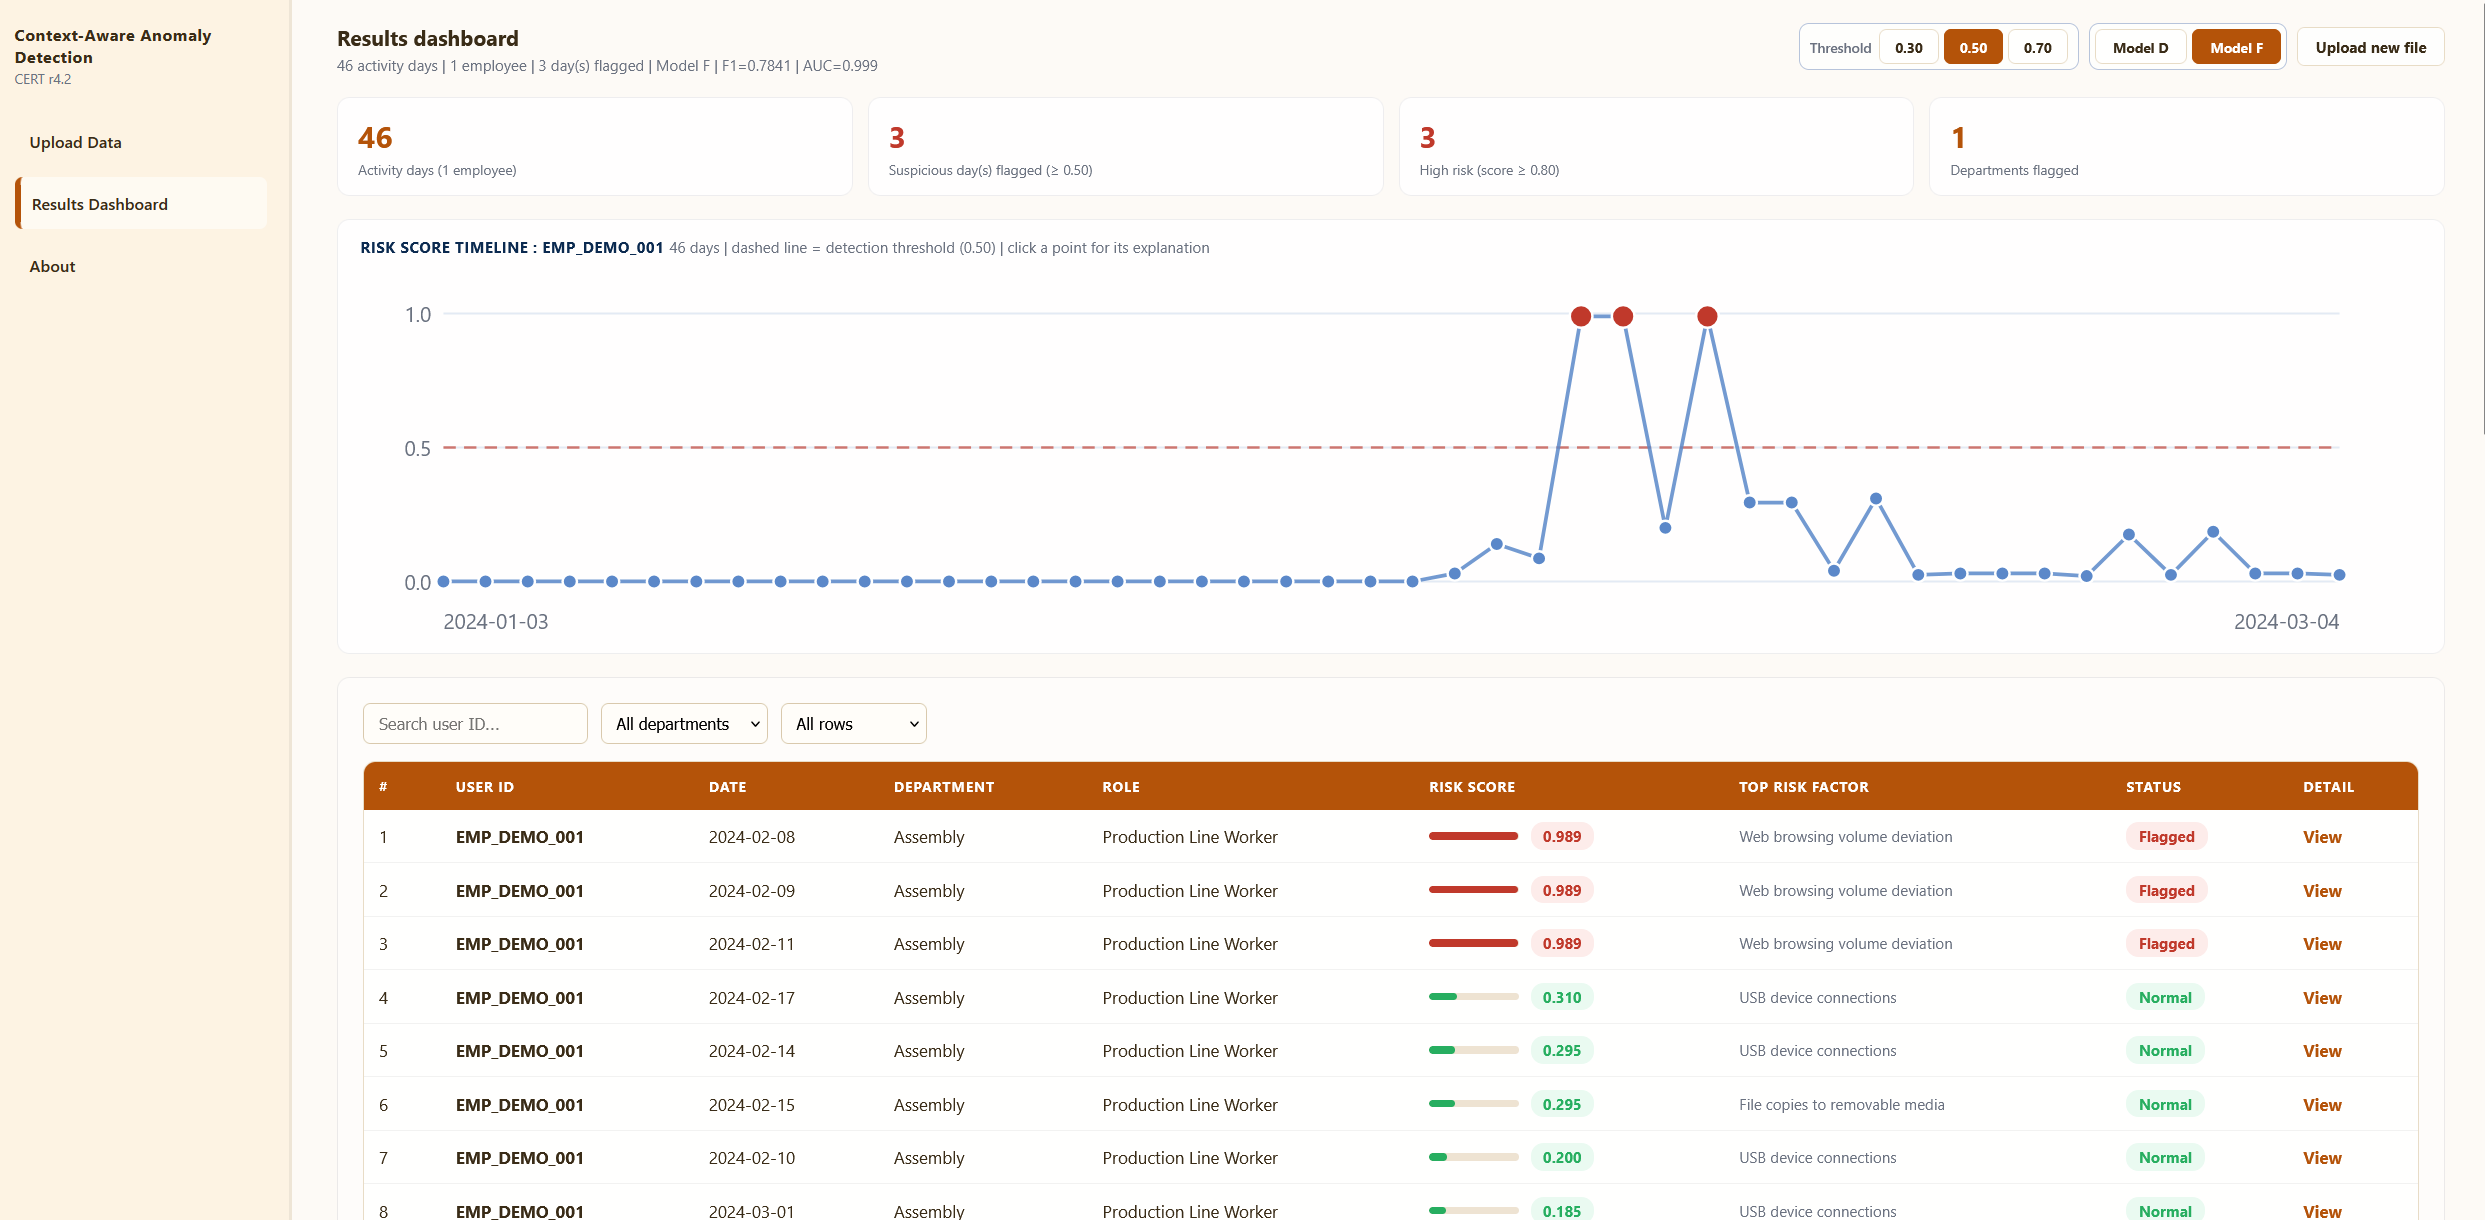 Context-Aware Anomaly
Detection
CERT r4.2
Upload Data
Results Dashboard
About
Results dashboard
46 activity days | 1 employee | 3 day(s) flagged | Model F | F1=0.7841 | AUC=0.999
Threshold 0.30 0.50 0.70 Model D Model F Upload new file
46
Activity days (1 employee)
3
Suspicious day(s) flagged (≥ 0.50)
3
High risk (score ≥ 0.80)
1
Departments flagged
RISK SCORE TIMELINE : EMP_DEMO_001 46 days | dashed line = detection threshold (0.50) | click a point for its explanation
1.0
0.5
0.0
2024-01-03 2024-03-04
Search user ID... All departments All rows
# USER ID DATE DEPARTMENT ROLE RISK SCORE TOP RISK FACTOR STATUS DETAIL
1 EMP_DEMO_001 2024-02-08 Assembly Production Line Worker 0.989 Web browsing volume deviation Flagged View
2 EMP_DEMO_001 2024-02-09 Assembly Production Line Worker 0.989 Web browsing volume deviation Flagged View
3 EMP_DEMO_001 2024-02-11 Assembly Production Line Worker 0.989 Web browsing volume deviation Flagged View
4 EMP_DEMO_001 2024-02-17 Assembly Production Line Worker 0.310 USB device connections Normal View
5 EMP_DEMO_001 2024-02-14 Assembly Production Line Worker 0.295 USB device connections Normal View
6 EMP_DEMO_001 2024-02-15 Assembly Production Line Worker 0.295 File copies to removable media Normal View
7 EMP_DEMO_001 2024-02-10 Assembly Production Line Worker 0.200 USB device connections Normal View
8 EMP_DEMO_001 2024-03-01 Assembly Production Line Worker 0.185 USB device connections Normal View